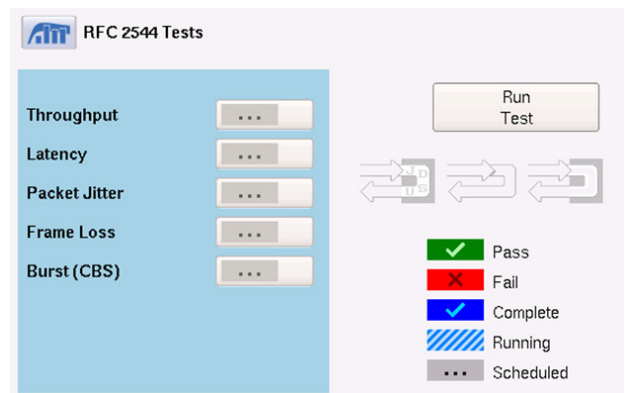 RFC 2544 Tests
Throughput ...
Latency ...
Packet Jitter ...
Frame Loss ...
Burst (CBS) ...
Run
Test
J D
U S
Pass
Fail
Complete
Running
... Scheduled